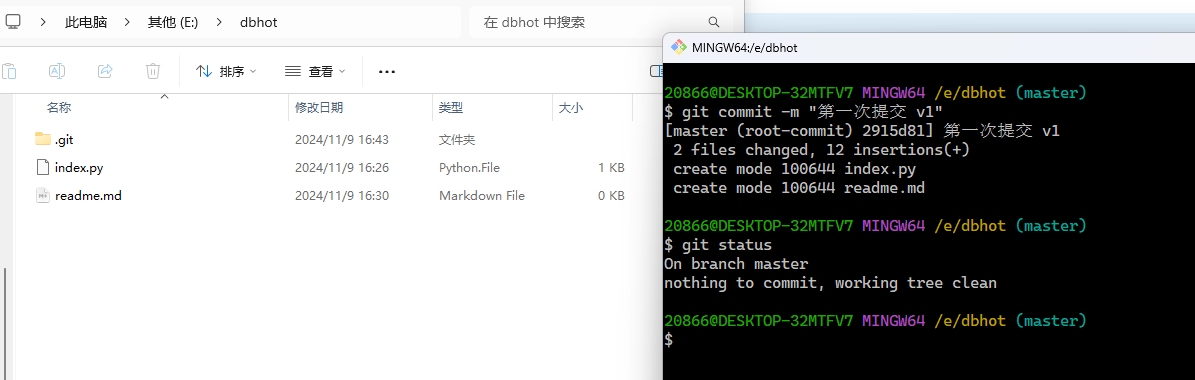 此电脑 > 其他 (E:) > dbhot
在 dbhot 中搜索
排序
查看
名称 修改日期 类型 大小
.git 2024/11/9 16:43 文件夹
index.py 2024/11/9 16:26 Python.File 1 KB
readme.md 2024/11/9 16:30 Markdown File 0 KB
MINGW64:/e/dbhot
20866@DESKTOP-32MTFV7 MINGW64 /e/dbhot (master)
$ git commit -m "第一次提交 v1"
[master (root-commit) 2915d81] 第一次提交 v1
2 files changed, 12 insertions(+)
create mode 100644 index.py
create mode 100644 readme.md
20866@DESKTOP-32MTFV7 MINGW64 /e/dbhot (master)
$ git status
On branch master
nothing to commit, working tree clean
20866@DESKTOP-32MTFV7 MINGW64 /e/dbhot (master)
$